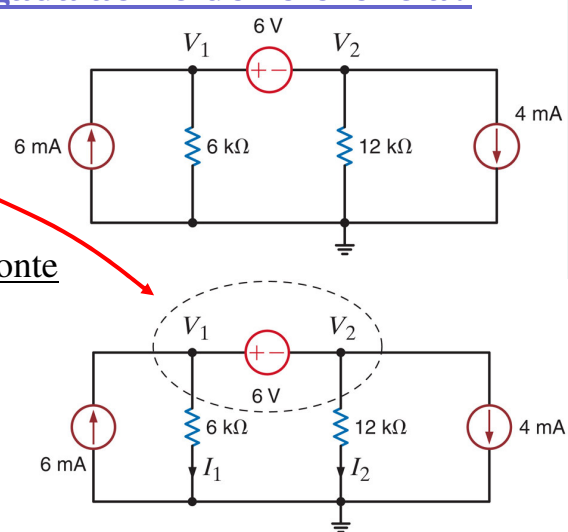 6 V
V₁ + − V₂
4 mA
6 mA 6 kΩ 12 kΩ
onte
V₁ + − V₂
6 V
6 kΩ 12 kΩ 4 mA
6 mA I₁ I₂